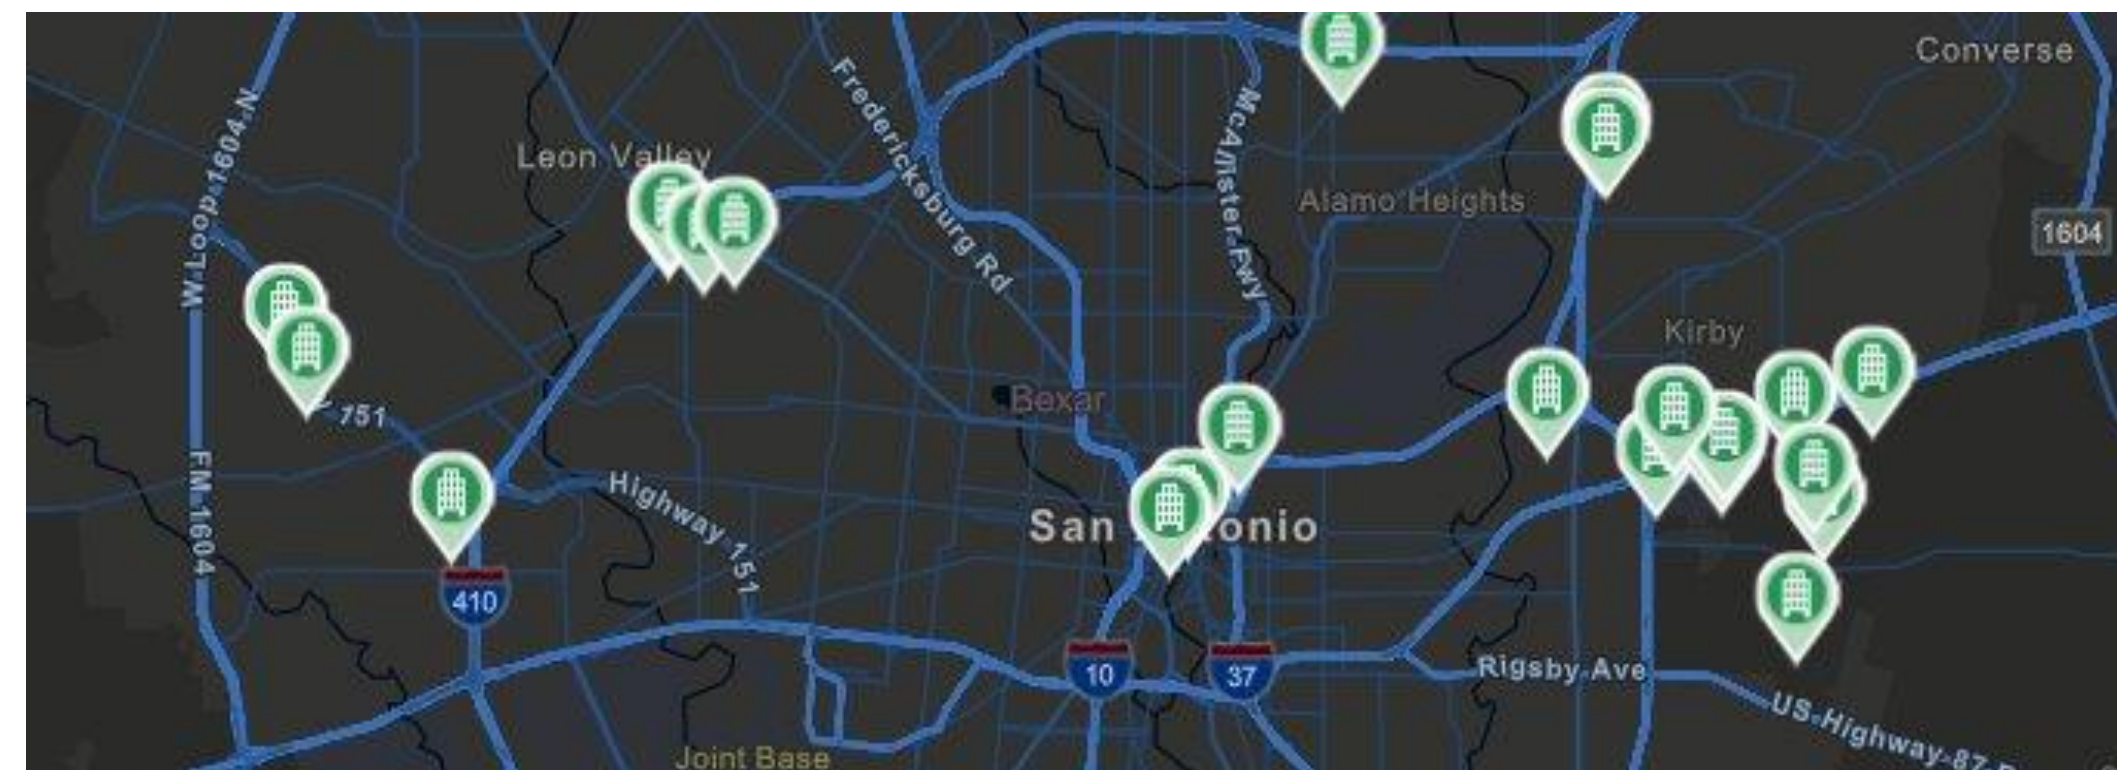 Converse
Fredericksburg Rd
McAllister Fwy
W Loop 1604 N
Leon Valley
Alamo Heights
1604
Kirby
Bexar
151
FM 1604
Highway 151
San
onio
410
10
37
Rigsby Ave
US Highway 87
Joint Base